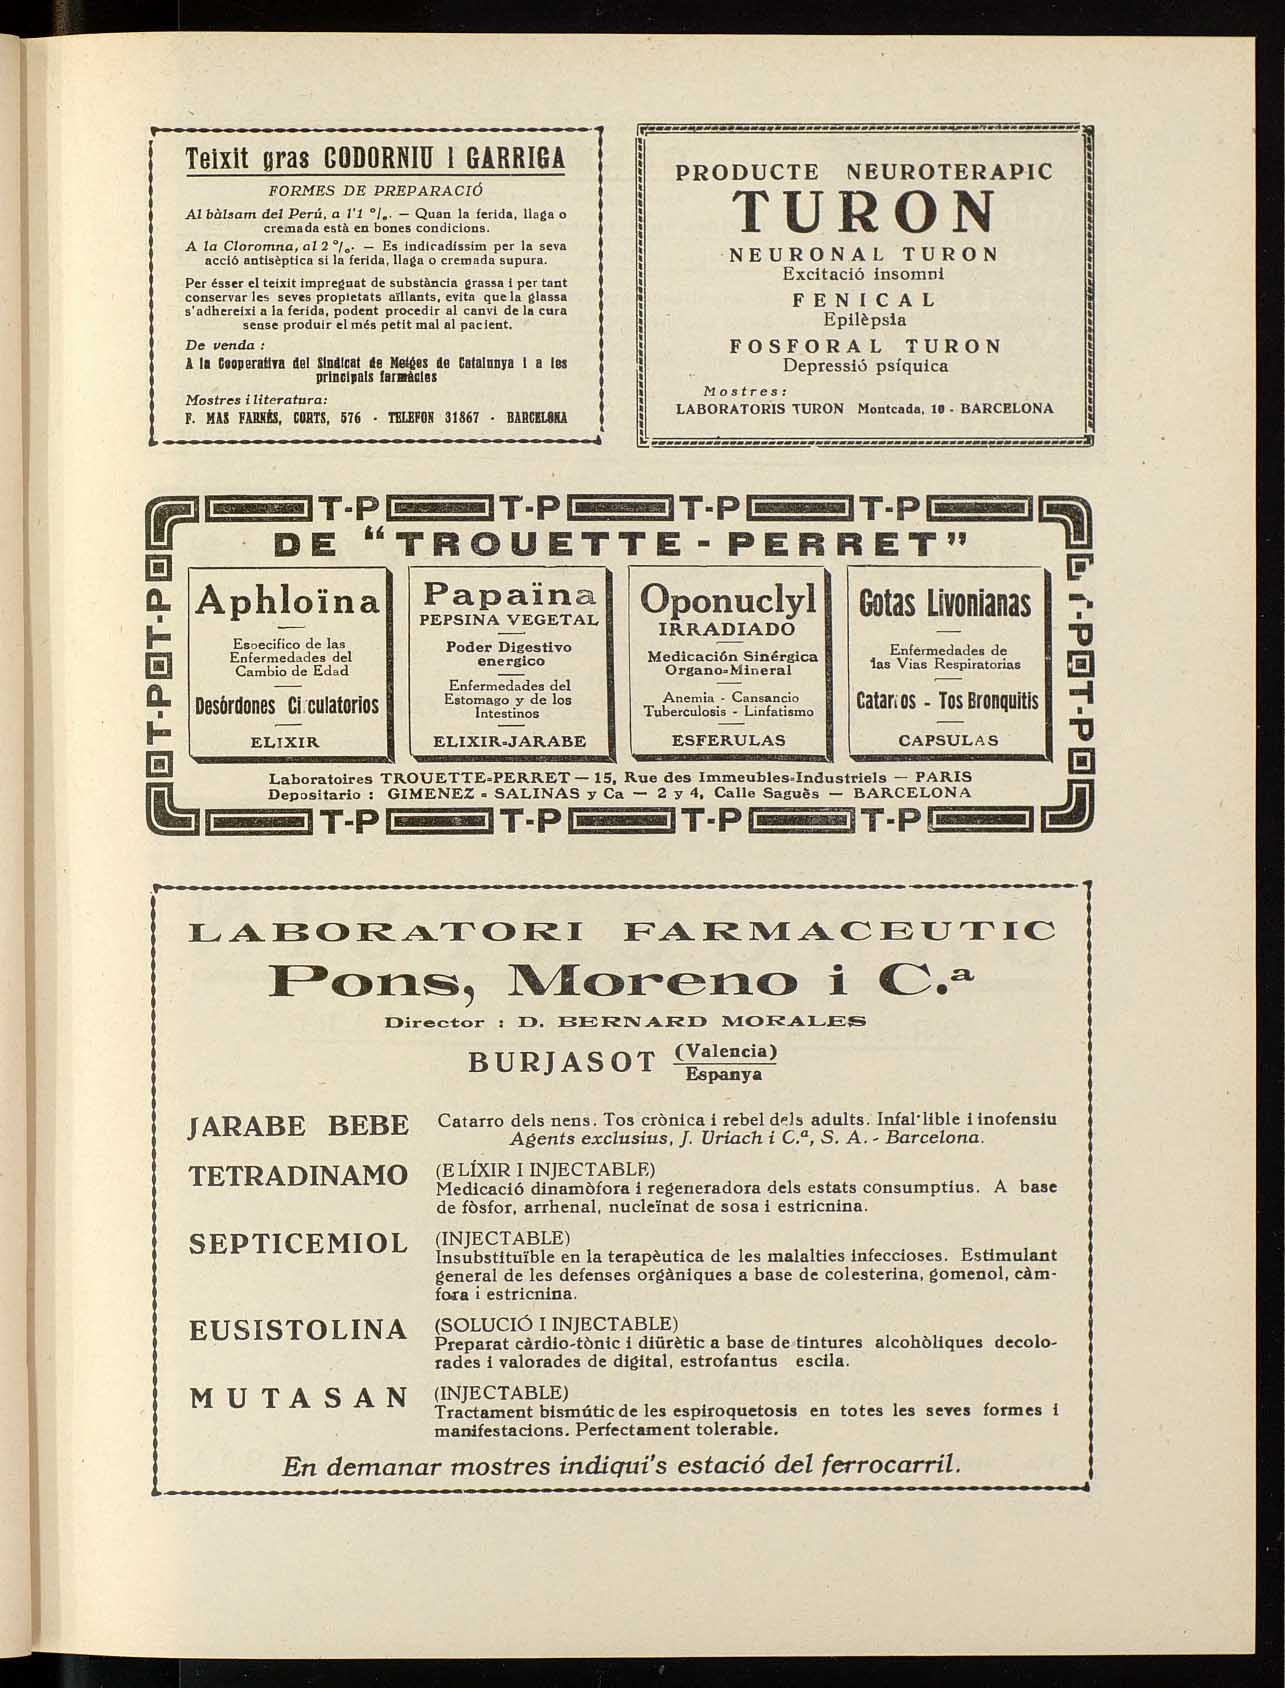 Teixit gras CODORNIU I GARRIGA
FORMES DE PREPARACIÓ
Al bàlsam del Perú, a l'1 °/₀. — Quan la ferida, llaga o
cremada està en bones condicions.
A la Cloromna, al 2 °/₀. — Es indicadíssim per la seva
acció antisèptica si la ferida, llaga o cremada supura.
Per ésser el teixit impregnat de substància grassa i per tant
conservar les seves propietats aïllants, evita que la glassa
s'adhereixi a la ferida, podent procedir al canvi de la cura
sense produir el més petit mal al pacient.
De venda :
A la Cooperativa del Sindicat de Metges de Catalunya i a les
principals farmàcies
Mostres i literatura:
F. MAS FARNÉS, CORTS, 576 - TELEFON 31867 - BARCELONA
PRODUCTE NEUROTERAPIC
TURON
NEURONAL TURON
Excitació insomni
FENICAL
Epilèpsia
FOSFORAL TURON
Depressió psíquica
Mostres:
LABORATORIS TURON Montcada, 10 - BARCELONA
T-P T-P T-P T-P
DE “TROUETTE-PERRET”
Aphloïna
Especifico de las
Enfermedades del
Cambio de Edad
Desórdones Circulatorios
ELIXIR
Papaïna
PEPSINA VEGETAL
Poder Digestivo
energico
Enfermedades del
Estomago y de los
Intestinos
ELIXIR-JARABE
Oponuclyl
IRRADIADO
Medicación Sinérgica
Organo-Mineral
Anemia - Cansancio
Tuberculosis - Linfatismo
ESFERULAS
Gotas Livonianas
Enfermedades de
las Vias Respiratorias
Catarros - Tos Bronquitis
CAPSULAS
T-P T-P
T-P T-P
Laboratoires TROUETTE-PERRET — 15, Rue des Immeubles-Industriels — PARIS
Depositario : GIMENEZ - SALINAS y Ca — 2 y 4, Calle Saguès — BARCELONA
T-P T-P T-P T-P
LABORATORI FARMACEUTIC
Pons, Moreno i C.ª
Director : D. BERNARD MORALES
BURJASOT (Valencia)
Espanya
JARABE BEBE Catarro dels nens. Tos crònica i rebel dels adults. Infal·lible i inofensiu
Agents exclusius, J. Uriach i C.ª, S. A. - Barcelona.
TETRADINAMO (ELÍXIR I INJECTABLE)
Medicació dinamòfora i regeneradora dels estats consumptius. A base
de fòsfor, arrhenal, nucleïnat de sosa i estricnina.
SEPTICEMIOL (INJECTABLE)
Insubstituïble en la terapèutica de les malalties infeccioses. Estimulant
general de les defenses orgàniques a base de colesterina, gomenol, càm-
fora i estricnina.
EUSISTOLINA (SOLUCIÓ I INJECTABLE)
Preparat càrdio-tònic i diürètic a base de tintures alcohòliques decolo-
rades i valorades de digital, estrofantus escila.
MUTASAN (INJECTABLE)
Tractament bismútic de les espiroquetosis en totes les seves formes i
manifestacions. Perfectament tolerable.
En demanar mostres indiqui's estació del ferrocarril.